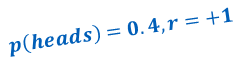 p(heads) = 0.4, r = +1